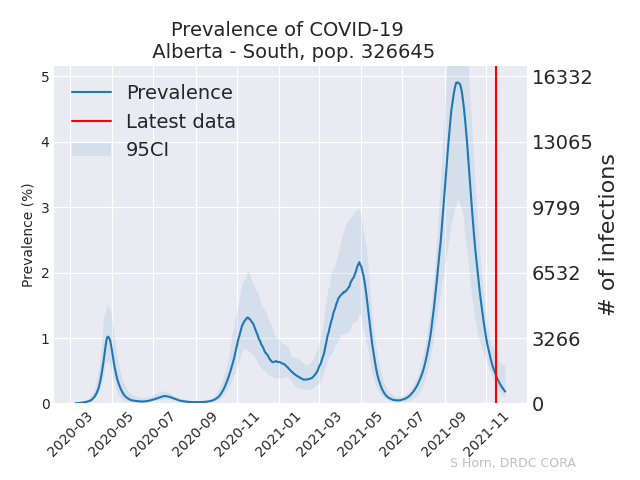 Prevalence of COVID-19
Alberta - South, pop. 326645
Prevalence
Latest data
95CI
Prevalence (%)
5
4
3
2
1
0
16332
13065
9799
6532
3266
0
# of infections
2020-03
2020-05
2020-07
2020-09
2020-11
2021-01
2021-03
2021-05
2021-07
2021-09
2021-11
S Horn, DRDC CORA